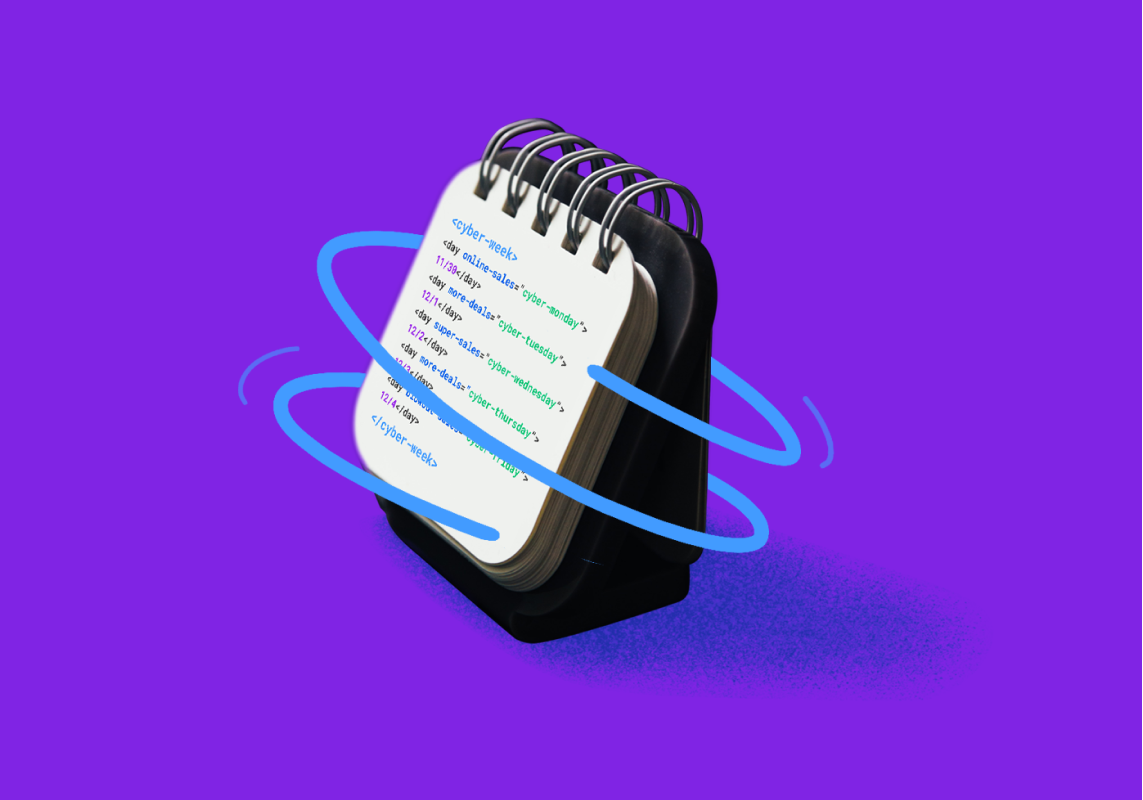 <cyber-week>
<day online-sales="cyber-monday">
11/30</day>
<day more-deals="cyber-tuesday">
12/1</day>
<day super-sales="cyber-wednesday">
12/2</day>
<day more-deals="cyber-thursday">
12/3</day>
<day "cyber-friday">
12/4</day>
</cyber-week>